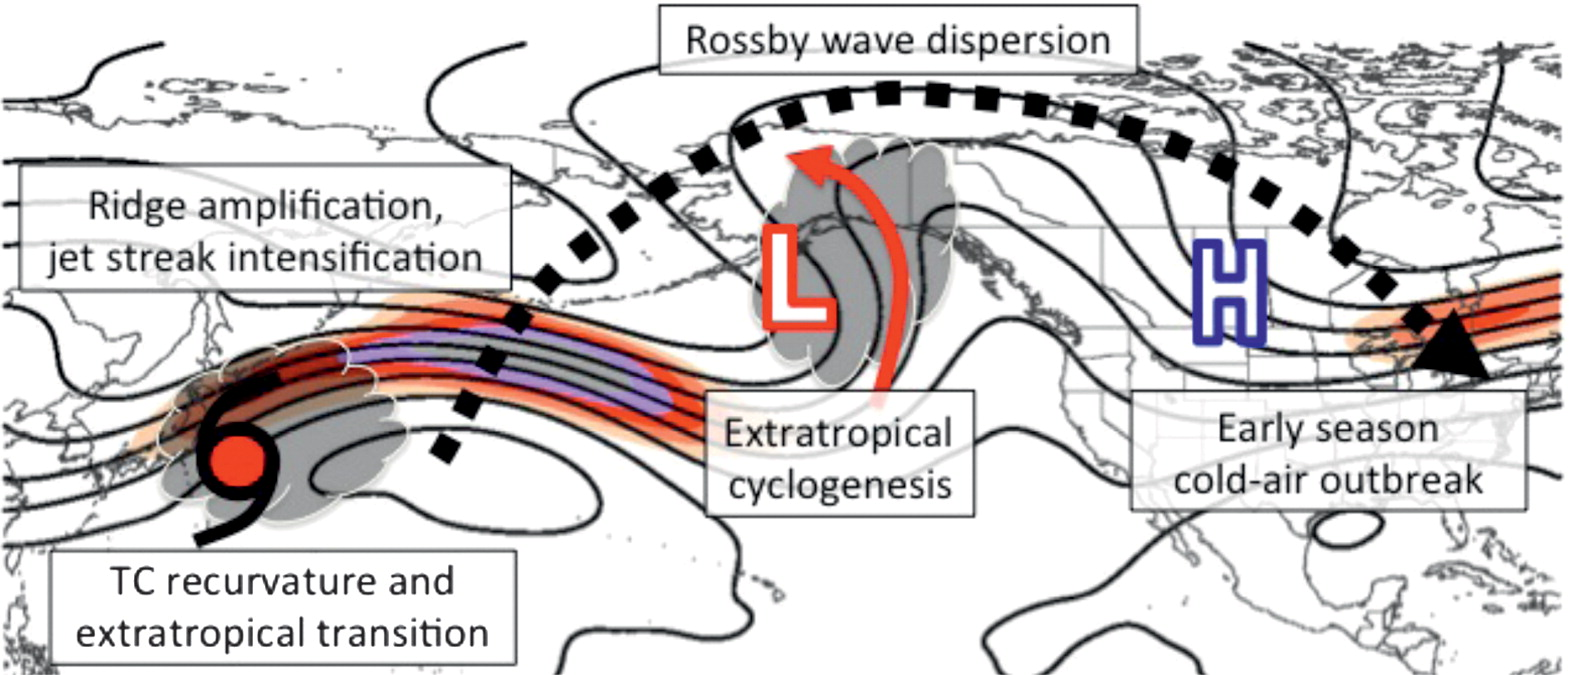 Rossby wave dispersion
Ridge amplification,
jet streak intensification
L
H
Extratropical
cyclogenesis
Early season
cold-air outbreak
TC recurvature and
extratropical transition